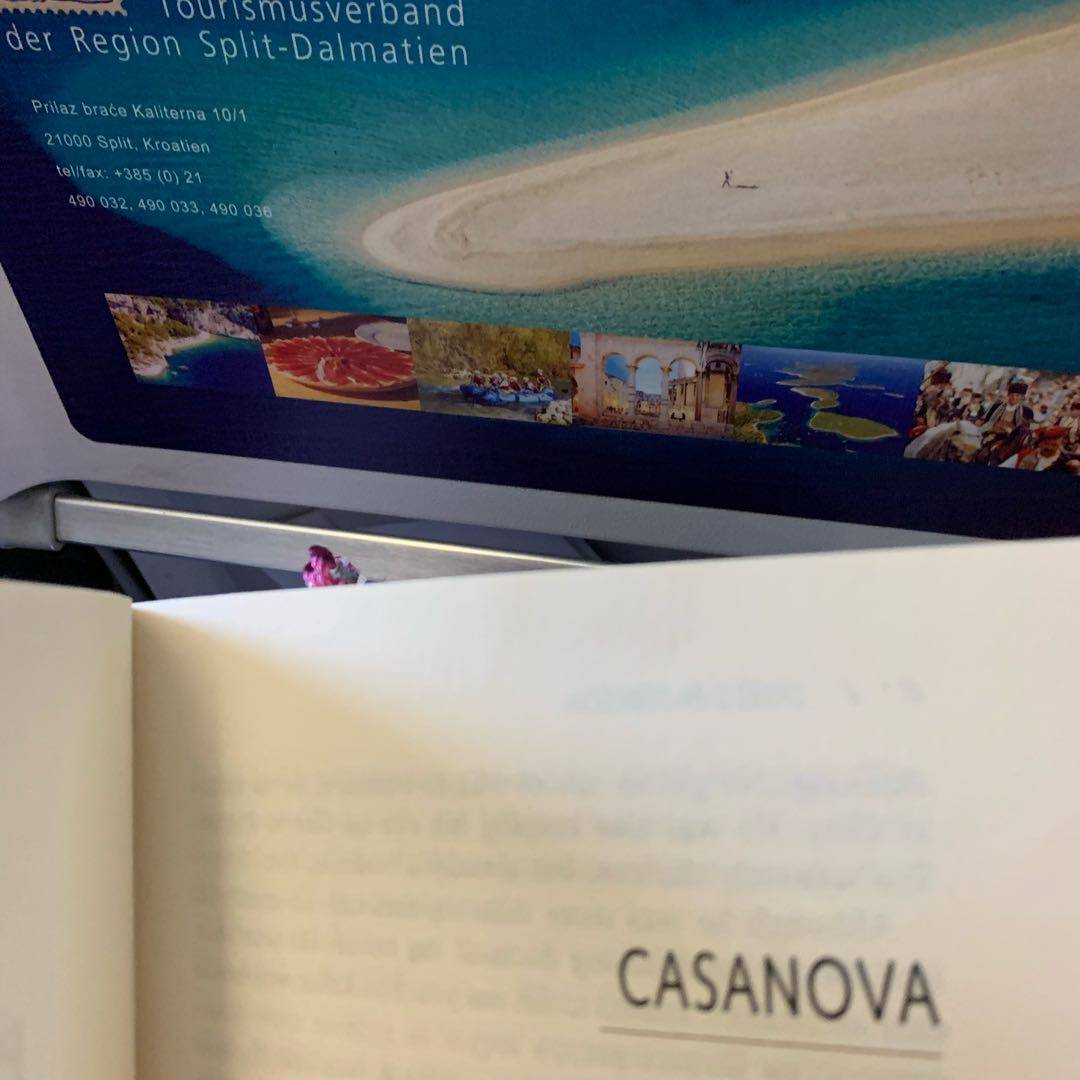 Tourismusverband
der Region Split-Dalmatien
Prilaz braće Kaliterna 10/1
21000 Split, Kroatien
tel/fax: +385 (0) 21
490 032, 490 033, 490 036
CASANOVA